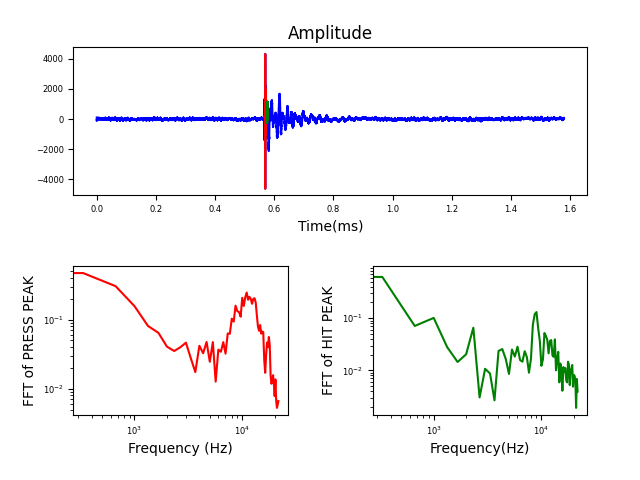 Amplitude
4000
2000
0
−2000
−4000
0.0 0.2 0.4 0.6 0.8 1.0 1.2 1.4 1.6
Time(ms)
FFT of PRESS PEAK
10⁻¹
10⁻²
10³ 10⁴
Frequency (Hz)
FFT of HIT PEAK
10⁻¹
10⁻²
10³ 10⁴
Frequency(Hz)